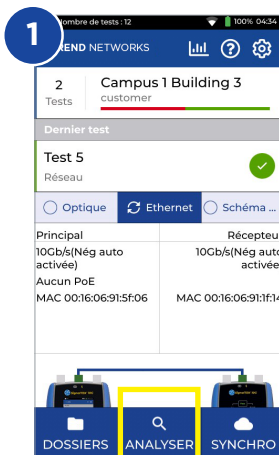 1
Nombre de tests : 12
100% 04:34
REND NETWORKS
2
Tests
Campus 1 Building 3
customer
Dernier test
Test 5
Réseau
Optique
Ethernet
Schéma ...
Principal
Récepteu
10Gb/s(Nég auto
activée)
10Gb/s(Nég auto
activée
Aucun PoE
MAC 00:16:06:91:5f:06
MAC 00:16:06:91:1f:14
DOSSIERS
ANALYSER
SYNCHRO